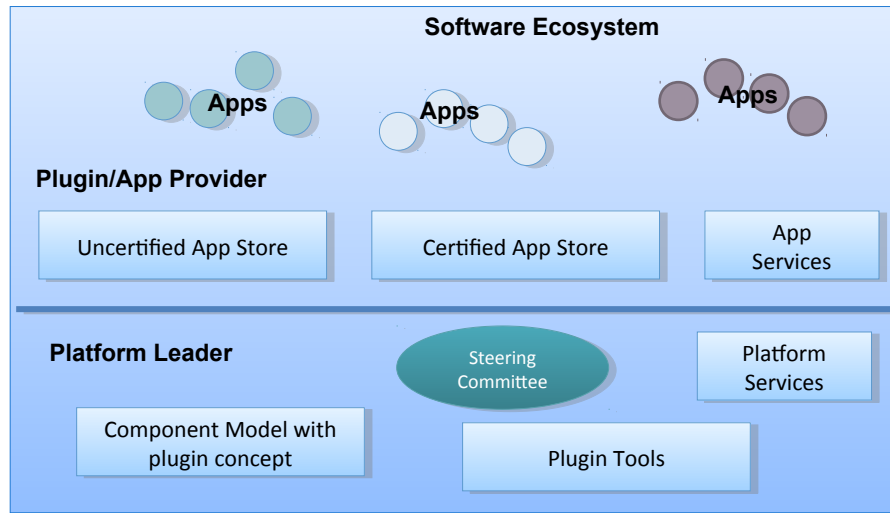 Software Ecosystem
Apps
Apps
Apps
Plugin/App Provider
Uncertified App Store
Certified App Store
App
Services
Platform Leader
Steering
Committee
Platform
Services
Component Model with
plugin concept
Plugin Tools